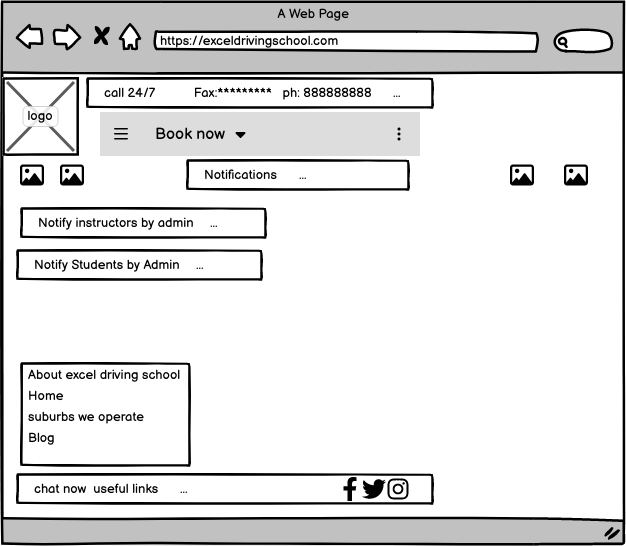 A Web Page
https://exceldrivingschool.com
logo
call 24/7 Fax:********* ph: 888888888 ...
Book now
Notifications ...
Notify instructors by admin ...
Notify Students by Admin ...
About excel driving school
Home
suburbs we operate
Blog
chat now useful links ...